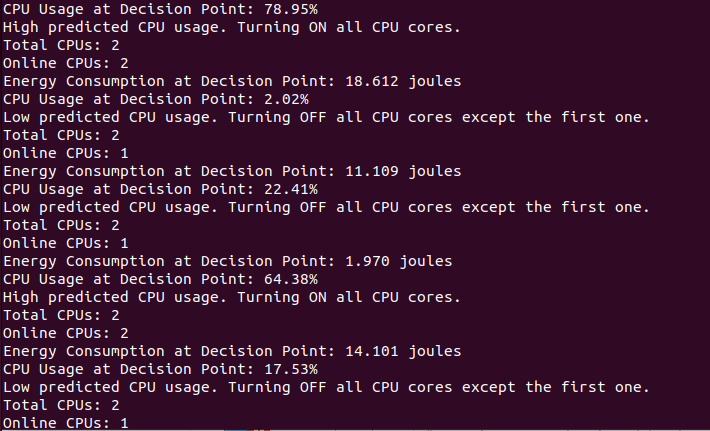 CPU Usage at Decision Point: 78.95%
High predicted CPU usage. Turning ON all CPU cores.
Total CPUs: 2
Online CPUs: 2
Energy Consumption at Decision Point: 18.612 joules
CPU Usage at Decision Point: 2.02%
Low predicted CPU usage. Turning OFF all CPU cores except the first one.
Total CPUs: 2
Online CPUs: 1
Energy Consumption at Decision Point: 11.109 joules
CPU Usage at Decision Point: 22.41%
Low predicted CPU usage. Turning OFF all CPU cores except the first one.
Total CPUs: 2
Online CPUs: 1
Energy Consumption at Decision Point: 1.970 joules
CPU Usage at Decision Point: 64.38%
High predicted CPU usage. Turning ON all CPU cores.
Total CPUs: 2
Online CPUs: 2
Energy Consumption at Decision Point: 14.101 joules
CPU Usage at Decision Point: 17.53%
Low predicted CPU usage. Turning OFF all CPU cores except the first one.
Total CPUs: 2
Online CPUs: 1